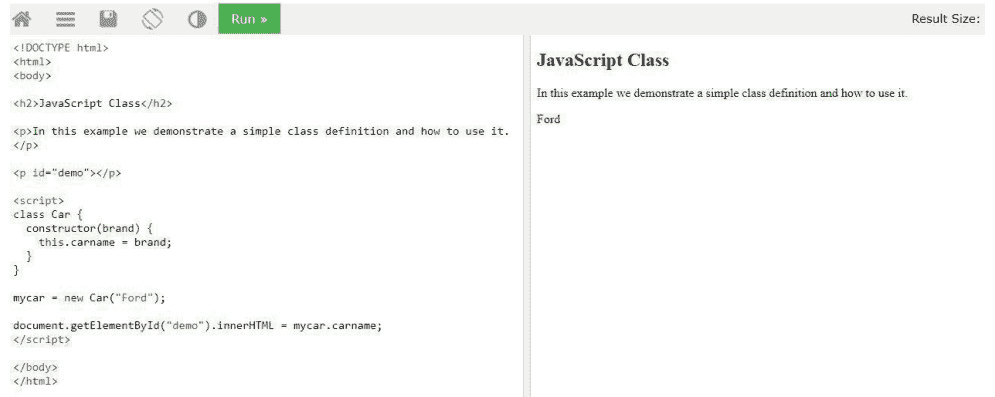 Run »
Result Size:
<!DOCTYPE html>
<html>
<body>
<h2>JavaScript Class</h2>
<p>In this example we demonstrate a simple class definition and how to use it.
</p>
<p id="demo"></p>
<script>
class Car {
  constructor(brand) {
    this.carname = brand;
  }
}
mycar = new Car("Ford");
document.getElementById("demo").innerHTML = mycar.carname;
</script>
</body>
</html>
JavaScript Class
In this example we demonstrate a simple class definition and how to use it.
Ford